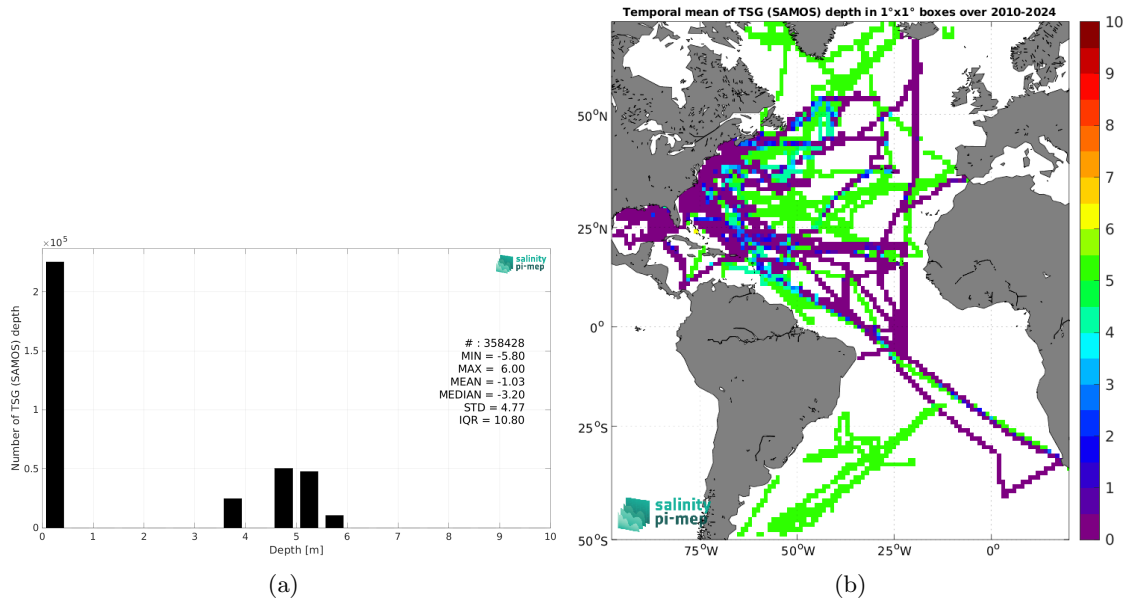 ×10⁵
2
1.5
1
0.5
0
Number of TSG (SAMOS) depth
salinity
pi-mep
# : 358428
MIN = -5.80
MAX = 6.00
MEAN = -1.03
MEDIAN = -3.20
STD = 4.77
IQR = 10.80
0 1 2 3 4 5 6 7 8 9 10
Depth [m]
(a)
Temporal mean of TSG (SAMOS) depth in 1°x1° boxes over 2010-2024
50°N
25°N
0°
25°S
50°S
75°W 50°W 25°W 0°
salinity
pi-mep
10
9
8
7
6
5
4
3
2
1
0
(b)